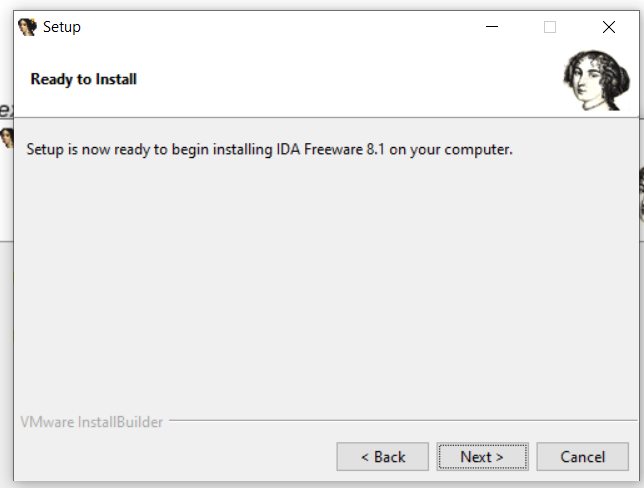 Setup
Ready to Install
Setup is now ready to begin installing IDA Freeware 8.1 on your computer.
VMware InstallBuilder
< Back
Next >
Cancel